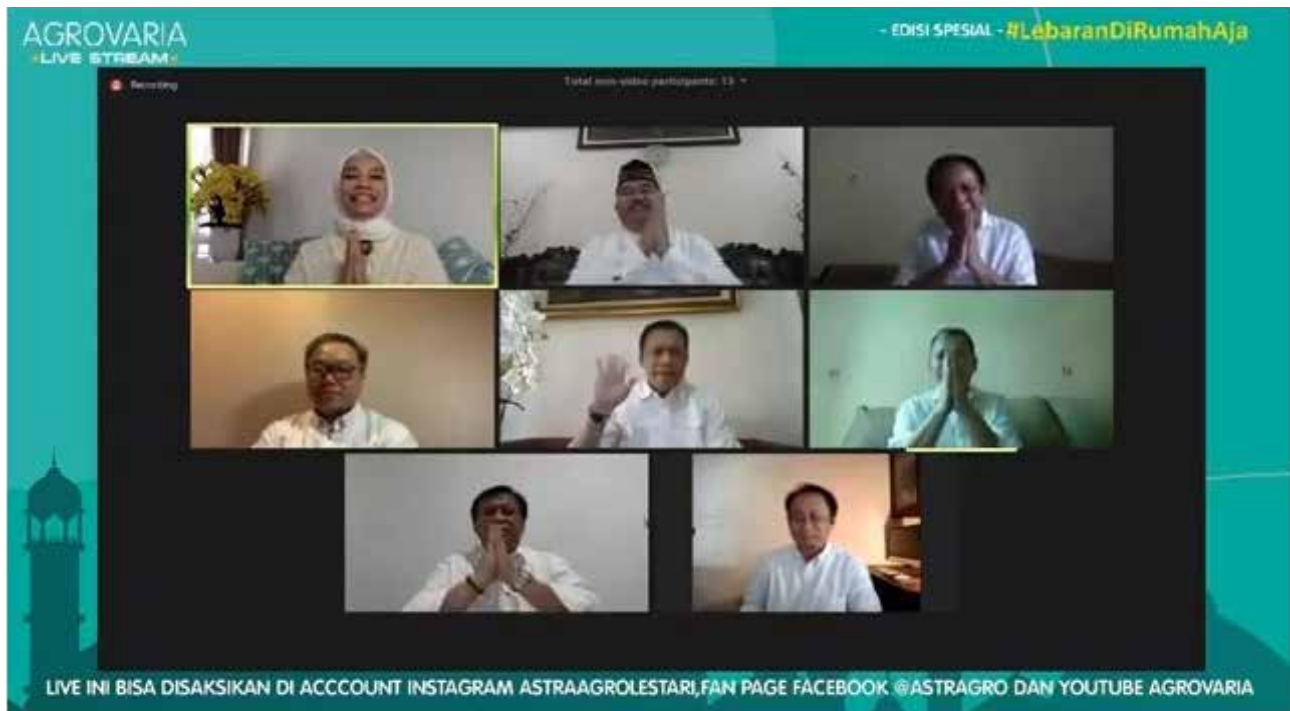 AGROVARIA
LIVE STREAM
- EDISI SPESIAL - #LebaranDiRumahAja
Recording
Total non-video participants: 13
LIVE INI BISA DISAKSIKAN DI ACCCOUNT INSTAGRAM ASTRAAGROLESTARI,FAN PAGE FACEBOOK @ASTRAGRO DAN YOUTUBE AGROVARIA